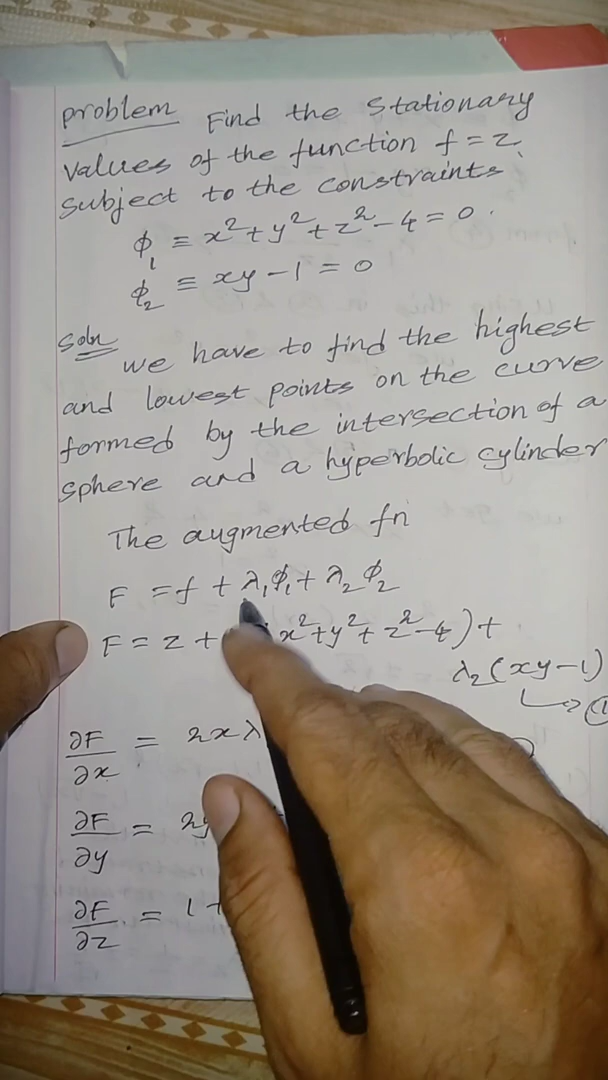 problem Find the stationary
values of the function f = z.
subject to the constraints
ϕ₁ ≡ x² + y² + z² - 4 = 0.
ϕ₂ ≡ xy - 1 = 0
Soln we have to find the highest
and lowest points on the curve
formed by the intersection of a
sphere and a hyperbolic cylinder
The augmented fn
F = f + λ₁ϕ₁ + λ₂ϕ₂
F = z + x² + y² + z² - 4) +
λ₂(xy - 1)
∂F/∂x = 2xλ
∂F/∂y = 2y
∂F/∂z = 1 +